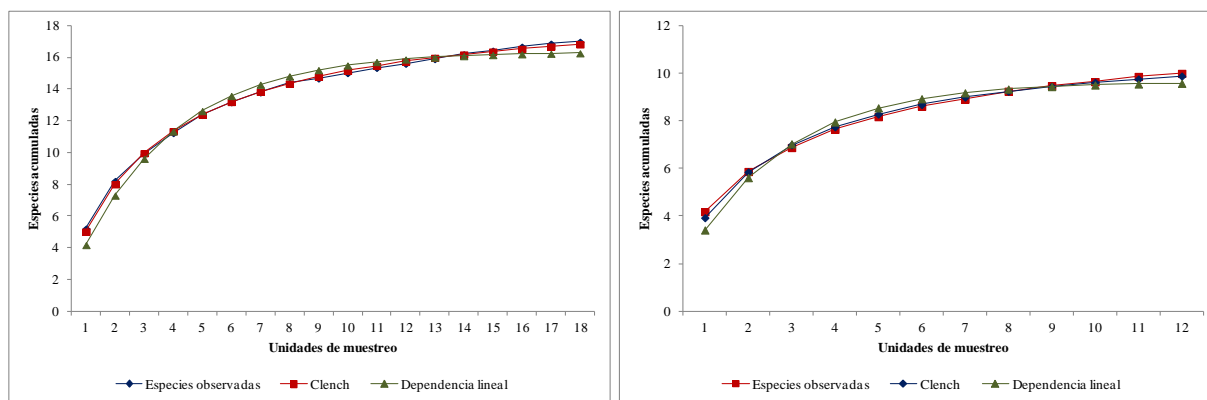 18
16
14
12
10
8
6
4
2
0
Especies acumuladas
1 2 3 4 5 6 7 8 9 10 11 12 13 14 15 16 17 18
Unidades de muestreo
Especies observadas Clench Dependencia lineal
12
10
8
6
4
2
0
Especies acumuladas
1 2 3 4 5 6 7 8 9 10 11 12
Unidades de muestreo
Especies observadas Clench Dependencia lineal